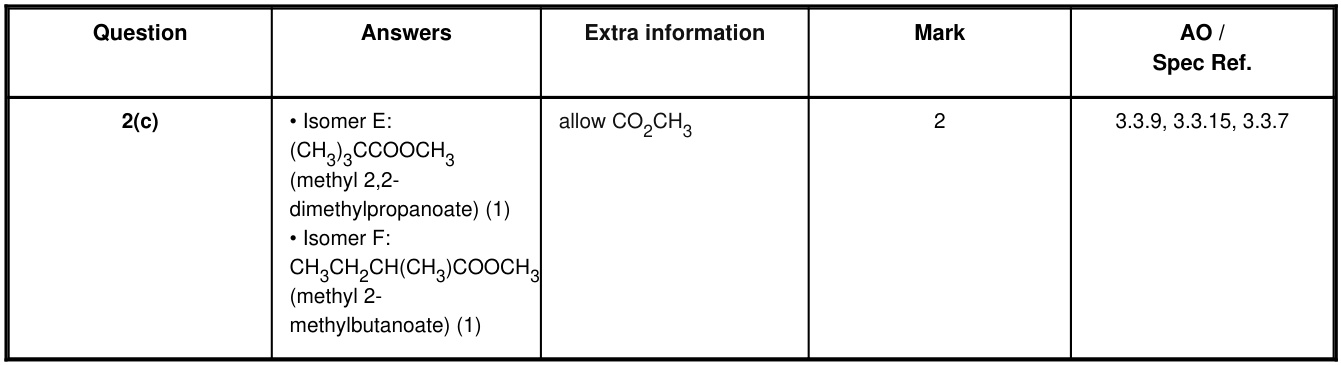 Question Answers Extra information Mark AO /
Spec Ref.
2(c)
• Isomer E:
(CH3)3CCOOCH3
(methyl 2,2-
dimethylpropanoate) (1)
• Isomer F:
CH3CH2CH(CH3)COOCH3
(methyl 2-
methylbutanoate) (1)
allow CO2CH3
2
3.3.9, 3.3.15, 3.3.7